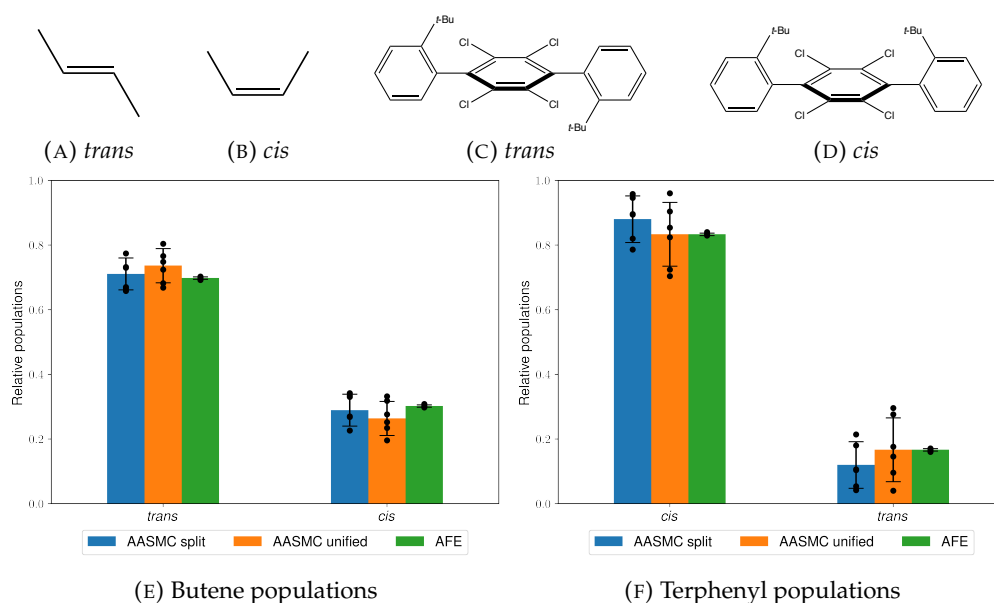 t-Bu
Cl
Cl
Cl
Cl
t-Bu
t-Bu
t-Bu
Cl
Cl
Cl
Cl
(A) trans
(B) cis
(C) trans
(D) cis
Relative populations
1.0
0.8
0.6
0.4
0.2
0.0
trans
cis
AASMC split
AASMC unified
AFE
(E) Butene populations
Relative populations
1.0
0.8
0.6
0.4
0.2
0.0
cis
trans
AASMC split
AASMC unified
AFE
(F) Terphenyl populations